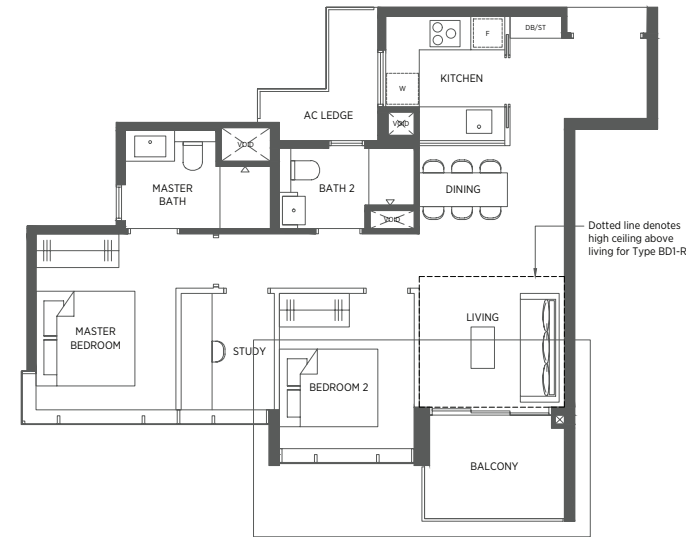 DB/ST
F
KITCHEN
W
AC LEDGE
VOID
VOID
MASTER
BATH
BATH 2
DINING
VOID
Dotted line denotes
high ceiling above
living for Type BD1-R
LIVING
MASTER
BEDROOM
STUDY
BEDROOM 2
BALCONY